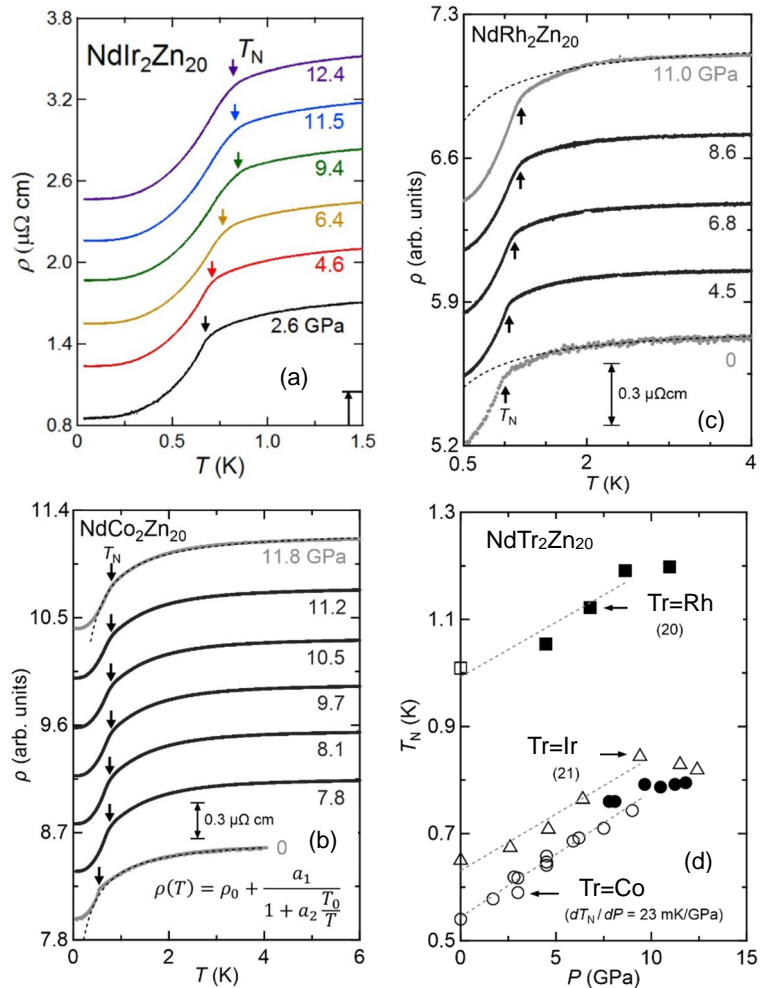 3.8
NdIr₂Zn₂₀
T_N
12.4
3.2
11.5
ρ (μΩ cm)
2.6
9.4
2.0
6.4
4.6
1.4
2.6 GPa
(a)
0.8
0.0
0.5
1.0
1.5
T (K)
7.3
NdRh₂Zn₂₀
11.0 GPa
6.6
8.6
ρ (arb. units)
6.8
5.9
4.5
0
0.3 μΩcm
(c)
T_N
5.2
0.5
2
4
T (K)
11.4
NdCo₂Zn₂₀
T_N
11.8 GPa
10.5
11.2
10.5
ρ (arb. units)
9.6
9.7
8.1
8.7
7.8
0.3 μΩ cm
(b)
0
ρ(T) = ρ₀ + a₁ / (1 + a₂ T₀/T)
7.8
0
2
4
6
T (K)
1.3
NdTr₂Zn₂₀
1.1
Tr=Rh
(20)
T_N (K)
0.9
Tr=Ir
(21)
0.7
(d)
Tr=Co
(dT_N / dP = 23 mK/GPa)
0.5
0
5
10
15
P (GPa)